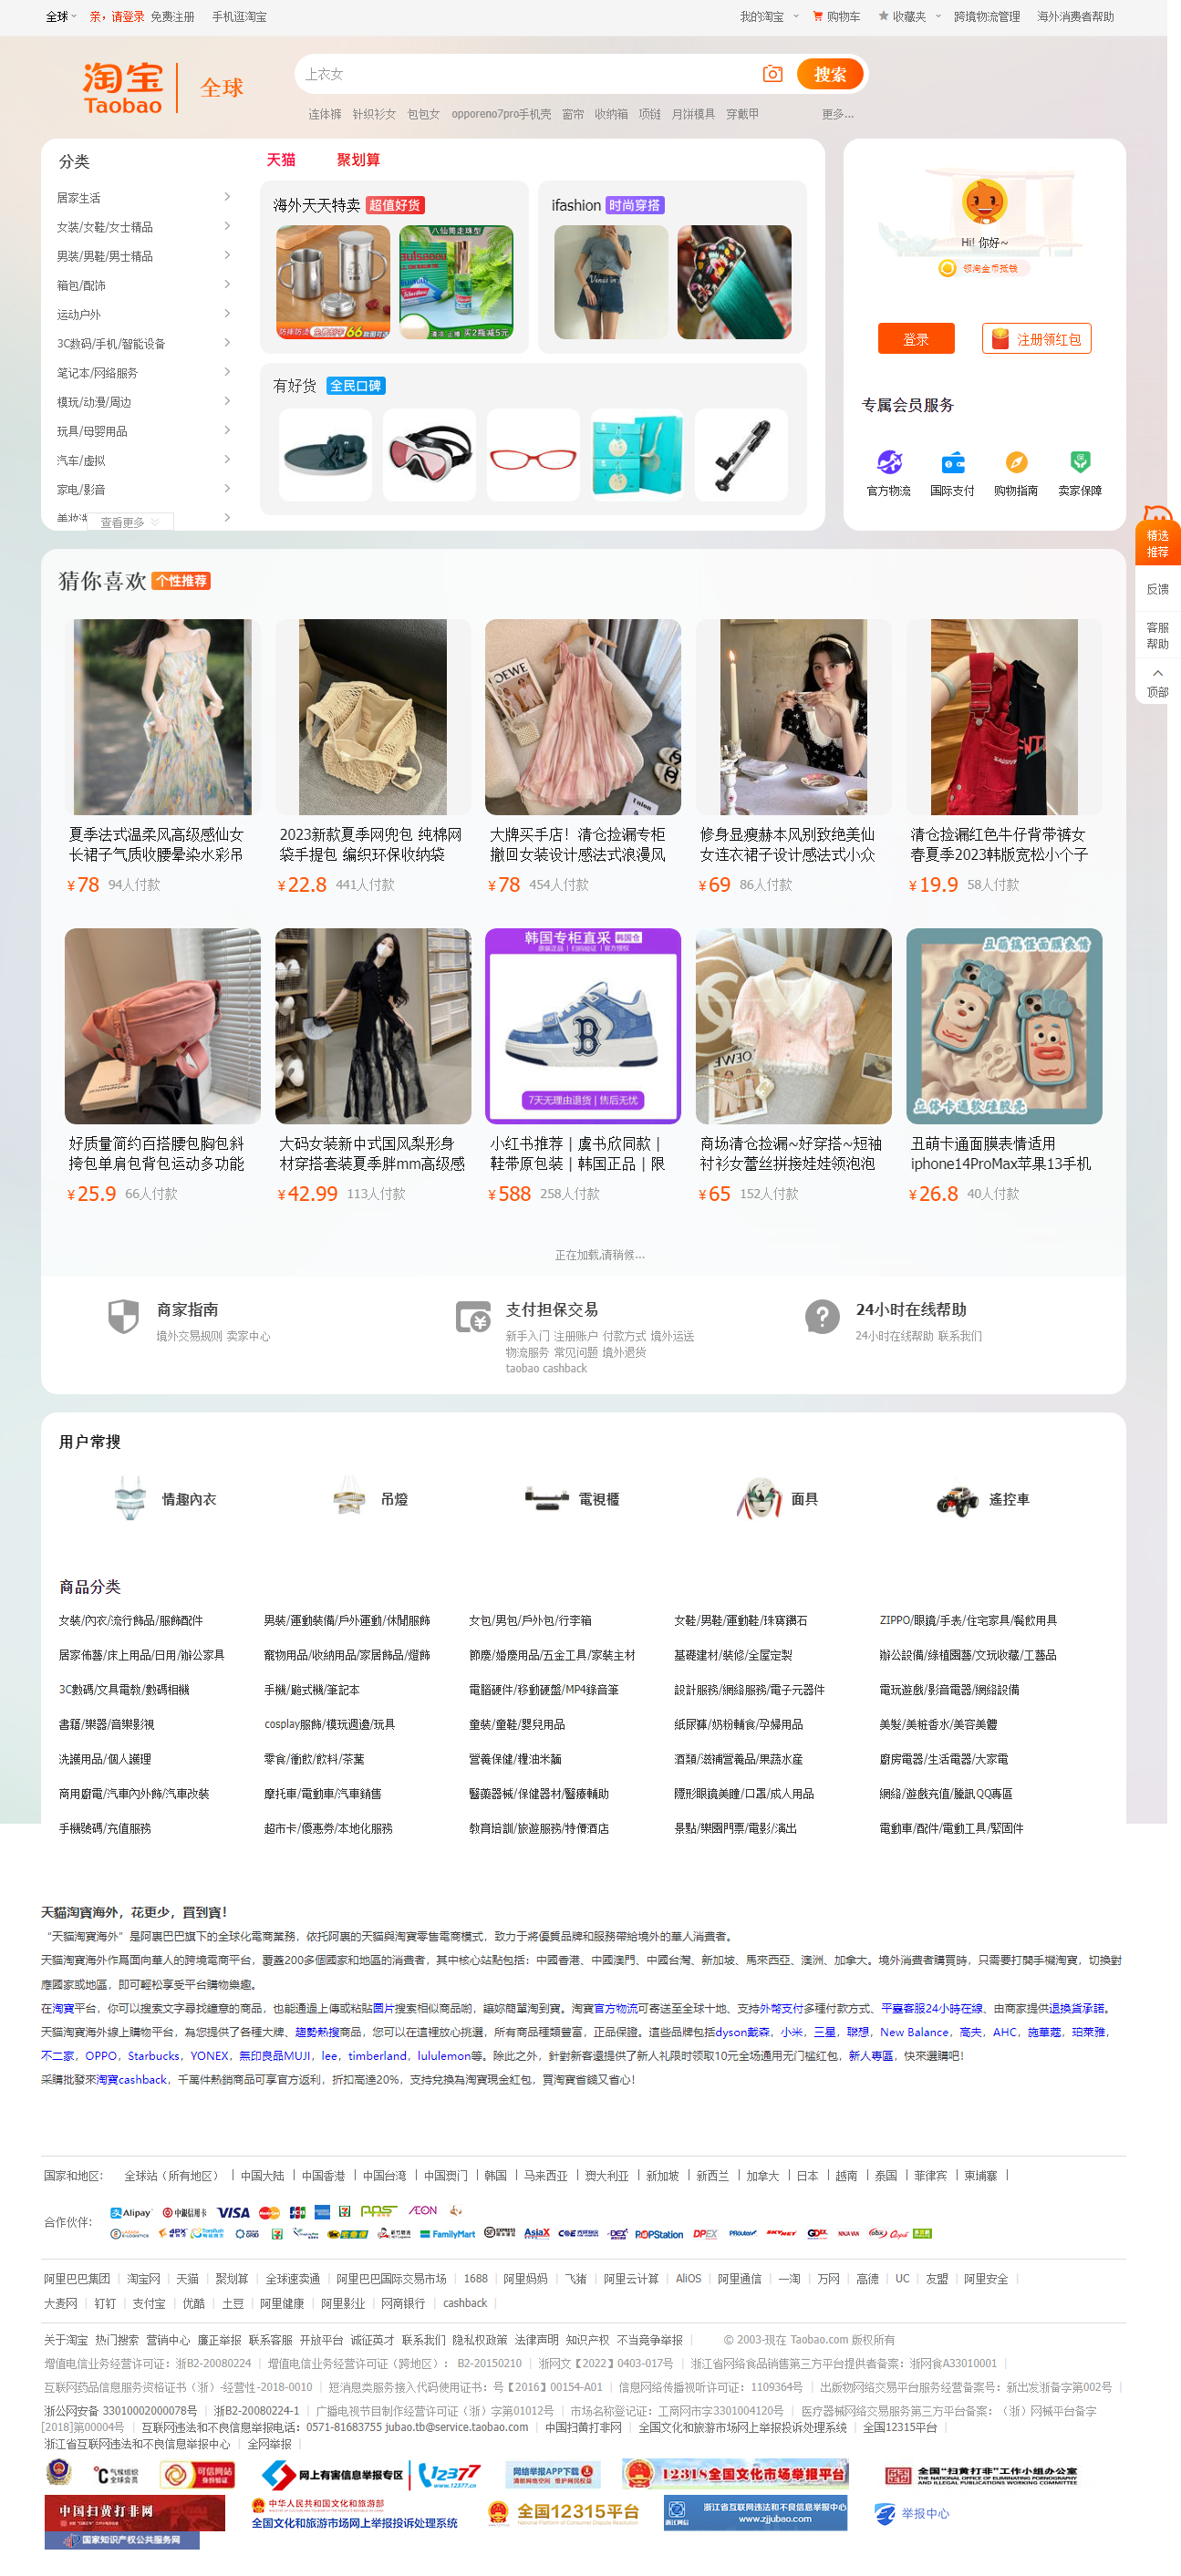 全球 亲，请登录 免费注册 手机逛淘宝 我的淘宝 购物车 收藏夹 跨境物流管理 海外消费者帮助
淘宝 全球
Taobao
上衣女 搜索
连体裤 针织衫女 包包女 opporeno7pro手机壳 窗帘 收纳箱 项链 月饼模具 穿戴甲 更多...
分类
居家生活
女装/女鞋/女士精品
男装/男鞋/男士精品
箱包/配饰
运动户外
3C数码/手机/智能设备
笔记本/网络服务
模玩/动漫/周边
玩具/母婴用品
汽车/虚拟
家电/影音
查看更多
天猫 聚划算
海外天天特卖 超值好货
ifashion 时尚穿搭
有好货 全民口碑
Hi! 你好~
领淘金币抵钱
登录 注册领红包
专属会员服务
官方物流 国际支付 购物指南 卖家保障
精选
推荐
反馈
客服
帮助
顶部
猜你喜欢 个性推荐
夏季法式温柔风高级感仙女
长裙子气质收腰晕染水彩吊
¥78 94人付款
2023新款夏季网兜包 纯棉网
袋手提包 编织环保收纳袋
¥22.8 441人付款
大牌买手店！清仓捡漏专柜
撤回女装设计感法式浪漫风
¥78 454人付款
修身显瘦赫本风别致绝美仙
女连衣裙子设计感法式小众
¥69 86人付款
清仓捡漏红色牛仔背带裤女
春夏季2023韩版宽松小个子
¥19.9 58人付款
韩国专柜直采 韩国仓
7天无理由退货 | 售后无忧
丑萌搞怪面膜表情
立体卡通软硅胶壳
好质量简约百搭腰包胸包斜
挎包单肩包背包运动多功能
¥25.9 66人付款
大码女装新中式国风梨形身
材穿搭套装夏季胖mm高级感
¥42.99 113人付款
小红书推荐｜虞书欣同款｜
鞋带原包装｜韩国正品｜限
¥588 258人付款
商场清仓捡漏~好穿搭~短袖
衬衫女蕾丝拼接娃娃领泡泡
¥65 152人付款
丑萌卡通面膜表情适用
iphone14ProMax苹果13手机
¥26.8 40人付款
正在加载,请稍候...
商家指南
境外交易规则 卖家中心
支付担保交易
新手入门 注册账户 付款方式 境外运送
物流服务 常见问题 境外退货
taobao cashback
24小时在线帮助
24小时在线帮助 联系我们
用户常搜
情趣內衣 吊燈 電視櫃 面具 遙控車
商品分类
女裝/內衣/流行飾品/服飾配件 男裝/運動裝備/戶外運動/休閒服飾 女包/男包/戶外包/行李箱 女鞋/男鞋/運動鞋/珠寶鑽石 ZIPPO/眼鏡/手表/住宅家具/餐飲用具
居家佈藝/床上用品/日用/辦公家具 寵物用品/收納用品/家居飾品/燈飾 節慶/婚慶用品/五金工具/家裝主材 基礎建材/裝修/全屋定製 辦公設備/綠植園藝/文玩收藏/工藝品
3C數碼/文具電教/數碼相機 手機/颱式機/筆記本 電腦硬件/移動硬盤/MP4錄音筆 設計服務/網絡服務/電子元器件 電玩遊戲/影音電器/網絡設備
書籍/樂器/音樂影視 cosplay服飾/模玩週邊/玩具 童裝/童鞋/嬰兒用品 纸尿褲/奶粉輔食/孕婦用品 美髮/美粧香水/美容美體
洗護用品/個人護理 零食/衝飲/飲料/茶葉 營養保健/糧油米麵 酒類/滋補營養品/果蔬水産 廚房電器/生活電器/大家電
商用廚電/汽車內外飾/汽車改裝 摩托車/電動車/汽車銷售 醫藥器械/保健器材/醫療輔助 隱形眼鏡美瞳/口罩/成人用品 網絡/遊戲充值/騰訊QQ專區
手機號碼/充值服務 超市卡/優惠券/本地化服務 教育培訓/旅遊服務/特價酒店 景點/樂園門票/電影/演出 電動車/配件/電動工具/緊固件
天貓淘寶海外，花更少，買到寶！
“天貓淘寶海外”是阿裏巴巴旗下的全球化電商業務，依托阿裏的天貓與淘寶零售電商模式，致力于將優質品牌和服務帶給境外的華人消費者。
天貓淘寶海外作爲面向華人的跨境電商平台，覆蓋200多個國家和地區的消費者，其中核心站點包括：中國香港、中國澳門、中國台灣、新加坡、馬來西亞、澳洲、加拿大。境外消費者購買時，只需要打開手機淘寶，切換對
應國家或地區，即可輕松享受平台購物樂趣。
在淘寶平台，你可以搜索文字尋找鍾意的商品，也能通過上傳或粘貼圖片搜索相似商品喲，讓妳簡單淘到寶。淘寶官方物流可寄送至全球十地、支持外幣支付多種付款方式、平臺客服24小時在線、由商家提供退換貨承諾。
天貓淘寶海外線上購物平台，為您提供了各種大牌、趨勢熱搜商品，您可以在這裡放心挑選，所有商品種類豐富，正品保證。這些品牌包括dyson戴森，小米，三星，聯想，New Balance，高夫，AHC，施華蔻，珀莱雅，
不二家，OPPO，Starbucks，YONEX，無印良品MUJI，lee，timberland，lululemon等。除此之外，針對新客還提供了新人礼限时领取10元全场通用无门槛红包，新人專區，快來選購吧！
采購批發來淘寶cashback，千萬件熱銷商品可享官方返利，折扣高達20%，支持兌換為淘寶現金紅包，買淘寶省錢又省心！
国家和地区： 全球站（所有地区） 中国大陆 中国香港 中国台湾 中国澳门 韩国 马来西亚 澳大利亚 新加坡 新西兰 加拿大 日本 越南 泰国 菲律宾 柬埔寨
合作伙伴： Alipay 中國銀信卡 VISA PPS AEON
FamilyMart AsiaX POPStation DPEX SKYNET
阿里巴巴集团 淘宝网 天猫 聚划算 全球速卖通 阿里巴巴国际交易市场 1688 阿里妈妈 飞猪 阿里云计算 AliOS 阿里通信 一淘 万网 高德 UC 友盟 阿里安全
大麦网 钉钉 支付宝 优酷 土豆 阿里健康 阿里影业 网商银行 cashback
关于淘宝 热门搜索 营销中心 廉正举报 联系客服 开放平台 诚征英才 联系我们 隐私权政策 法律声明 知识产权 不当竞争举报 © 2003-现在 Taobao.com 版权所有
增值电信业务经营许可证：浙B2-20080224 增值电信业务经营许可证（跨地区）： B2-20150210 浙网文【2022】0403-017号 浙江省网络食品销售第三方平台提供者备案：浙网食A33010001
互联网药品信息服务资格证书（浙）-经营性-2018-0010 短消息类服务接入代码使用证书：号【2016】00154-A01 信息网络传播视听许可证：1109364号 出版物网络交易平台服务经营备案号：新出发浙备字第002号
浙公网安备 33010002000078号 浙B2-20080224-1 广播电视节目制作经营许可证（浙）字第01012号 市场名称登记证：工商网市字3301004120号 医疗器械网络交易服务第三方平台备案：（浙）网械平台备字
[2018]第00004号 互联网违法和不良信息举报电话：0571-81683755 jubao.tb@service.taobao.com 中国扫黄打非网 全国文化和旅游市场网上举报投诉处理系统 全国12315平台
浙江省互联网违法和不良信息举报中心 全网举报
气候组织 全球会员 可信网站 身份验证 网上有害信息举报专区 12377 www.12377.cn 网络举报APP下载 12318全国文化市场举报平台 全国“扫黄打非”工作小组办公室
中国扫黄打非网 中华人民共和国文化和旅游部 全国文化和旅游市场网上举报投诉处理系统 全国12315平台 浙江省互联网违法和不良信息举报中心 www.zjjubao.com 举报中心
国家知识产权公共服务网